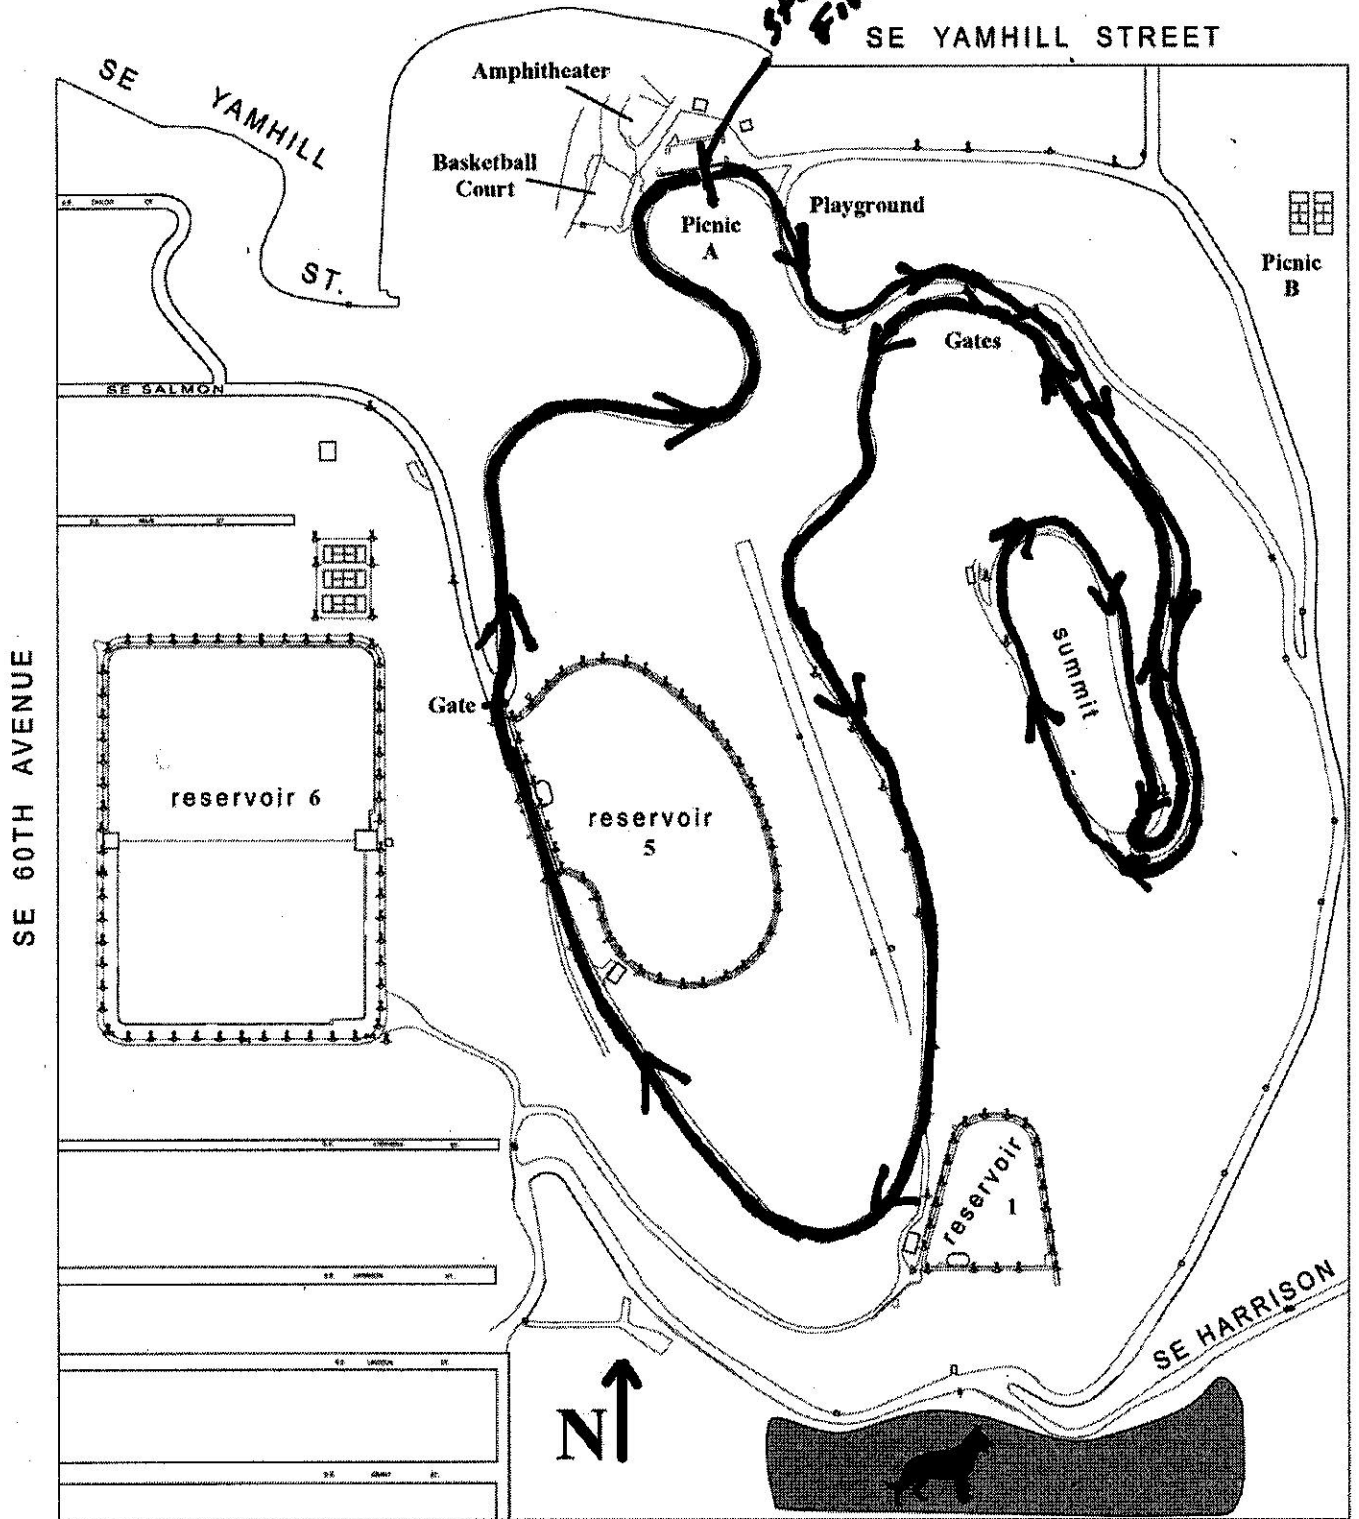 SE YAMHILL STREET
SE
YAMHILL
ST.
Amphitheater
Basketball
Court
Playground
Picnic
A
Picnic
B
Gates
SE SALMON
summit
Gate
SE 60TH AVENUE
reservoir 6
reservoir
5
reservoir
1
SE HARRISON
N